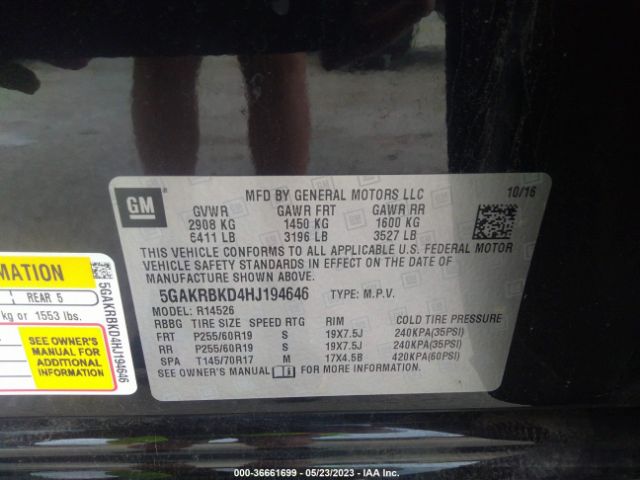 GM
®
MFD BY GENERAL MOTORS LLC
10/16
GVWR GAWR FRT GAWR RR
2908 KG 1450 KG 1600 KG
6411 LB 3196 LB 3527 LB
THIS VEHICLE CONFORMS TO ALL APPLICABLE U.S. FEDERAL MOTOR
VEHICLE SAFETY STANDARDS IN EFFECT ON THE DATE OF
MANUFACTURE SHOWN ABOVE.
5GAKRBKD4HJ194646 TYPE: M.P.V.
MODEL: R14526
RBBG TIRE SIZE SPEED RTG RIM COLD TIRE PRESSURE
FRT P255/60R19 S 19X7.5J 240KPA(35PSI)
RR P255/60R19 S 19X7.5J 240KPA(35PSI)
SPA T145/70R17 M 17X4.5B 420KPA(60PSI)
SEE OWNER'S MANUAL FOR MORE INFORMATION.
MATION
REAR 5
kg or 1553 lbs.
SEE OWNER'S
MANUAL FOR
ADDITIONAL
INFORMATION
5GAKRBKD4HJ194646
000-36661699 - 05/23/2023 - IAA Inc.